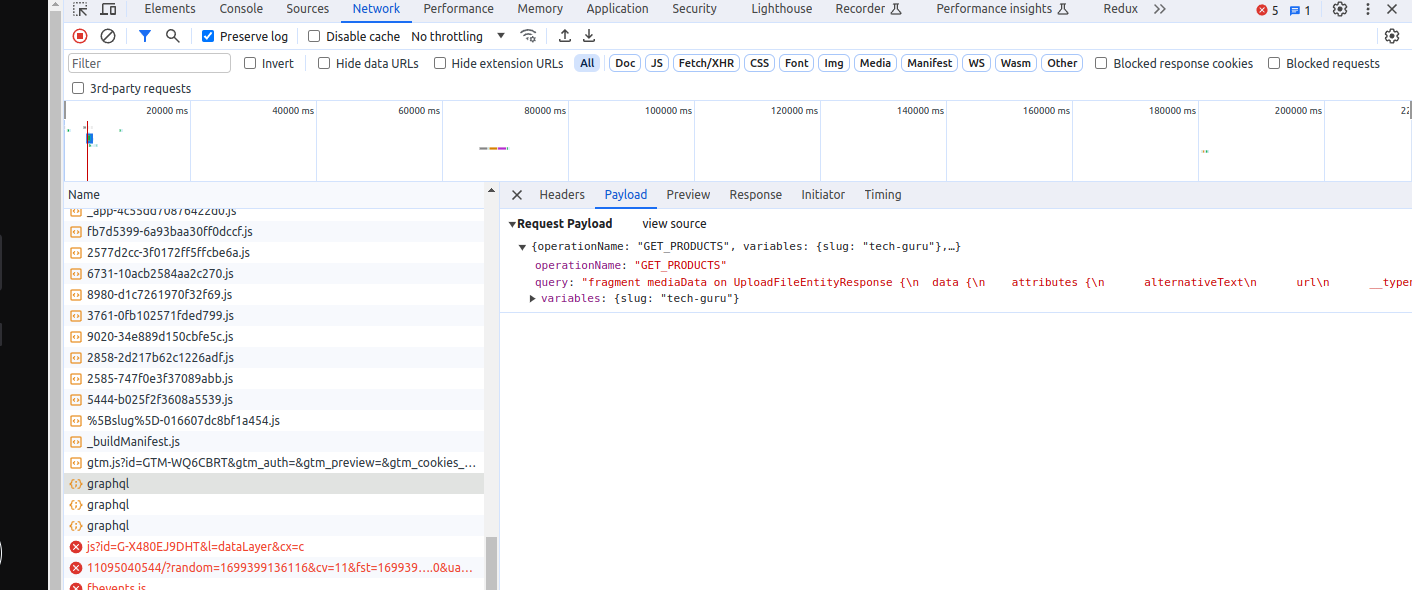 Elements Console Sources Network Performance Memory Application Security Lighthouse Recorder Performance insights Redux 5 1
Preserve log Disable cache No throttling
Filter Invert Hide data URLs Hide extension URLs All Doc JS Fetch/XHR CSS Font Img Media Manifest WS Wasm Other Blocked response cookies Blocked requests
3rd-party requests
20000 ms 40000 ms 60000 ms 80000 ms 100000 ms 120000 ms 140000 ms 160000 ms 180000 ms 200000 ms
Name
_app-4c55dd70876422d0.js
fb7d5399-6a93baa30ff0dccf.js
2577d2cc-3f0172ff5ffcbe6a.js
6731-10acb2584aa2c270.js
8980-d1c7261970f32f69.js
3761-0fb102571fded799.js
9020-34e889d150cbfe5c.js
2858-2d217b62c1226adf.js
2585-747f0e3f37089abb.js
5444-b025f2f3608a5539.js
%5Bslug%5D-016607dc8bf1a454.js
_buildManifest.js
gtm.js?id=GTM-WQ6CBRT&gtm_auth=&gtm_preview=&gtm_cookies_...
graphql
graphql
graphql
js?id=G-X480EJ9DHT&l=dataLayer&cx=c
11095040544/?random=1699399136116&cv=11&fst=169939....0&ua...
fbevents.js
Headers Payload Preview Response Initiator Timing
Request Payload view source
{operationName: "GET_PRODUCTS", variables: {slug: "tech-guru"},…}
operationName: "GET_PRODUCTS"
query: "fragment mediaData on UploadFileEntityResponse {\n data {\n attributes {\n alternativeText\n url\n __typen
variables: {slug: "tech-guru"}